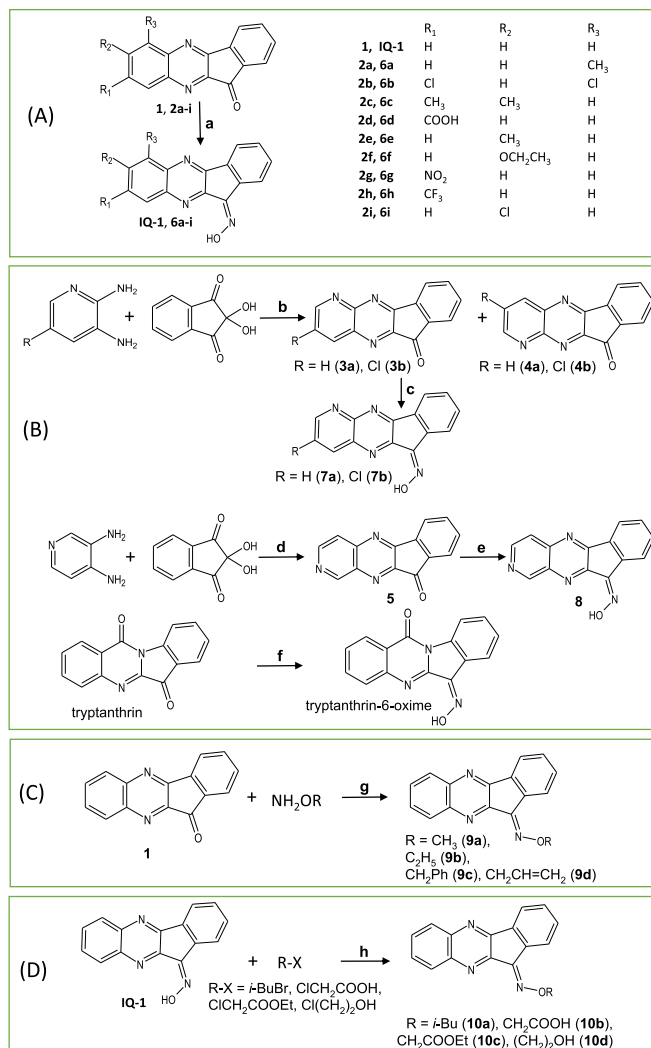 (A)
R₁ R₂ R₃
1, IQ-1 H H H
2a, 6a H H CH₃
2b, 6b Cl H Cl
2c, 6c CH₃ CH₃ H
2d, 6d COOH H H
2e, 6e H CH₃ H
2f, 6f H OCH₂CH₃ H
2g, 6g NO₂ H H
2h, 6h CF₃ H H
2i, 6i H Cl H
R₃
R₂ N
R₁ N
O
1, 2a-i
a
R₃
R₂ N
R₁ N
N
HO
IQ-1, 6a-i
(B)
N NH₂
R NH₂
+
O
OH
OH
O
b
N N
R N
O
R = H (3a), Cl (3b)
+
R N
N N
O
R = H (4a), Cl (4b)
c
N N
R N
N
HO
R = H (7a), Cl (7b)
NH₂
N NH₂
+
O
OH
OH
O
d
N
N N
O
5
e
N
N N
N
HO
8
O
N
N
O
tryptanthrin
f
O
N
N
N
HO
tryptanthrin-6-oxime
(C)
N
N
O
1
+ NH₂OR
g
N
N
N
OR
R = CH₃ (9a),
C₂H₅ (9b),
CH₂Ph (9c), CH₂CH=CH₂ (9d)
(D)
N
N
N
HO
IQ-1
+ R-X
R-X = i-BuBr, ClCH₂COOH,
ClCH₂COOEt, Cl(CH₂)₂OH
h
N
N
N
OR
R = i-Bu (10a), CH₂COOH (10b),
CH₂COOEt (10c), (CH₂)₂OH (10d)